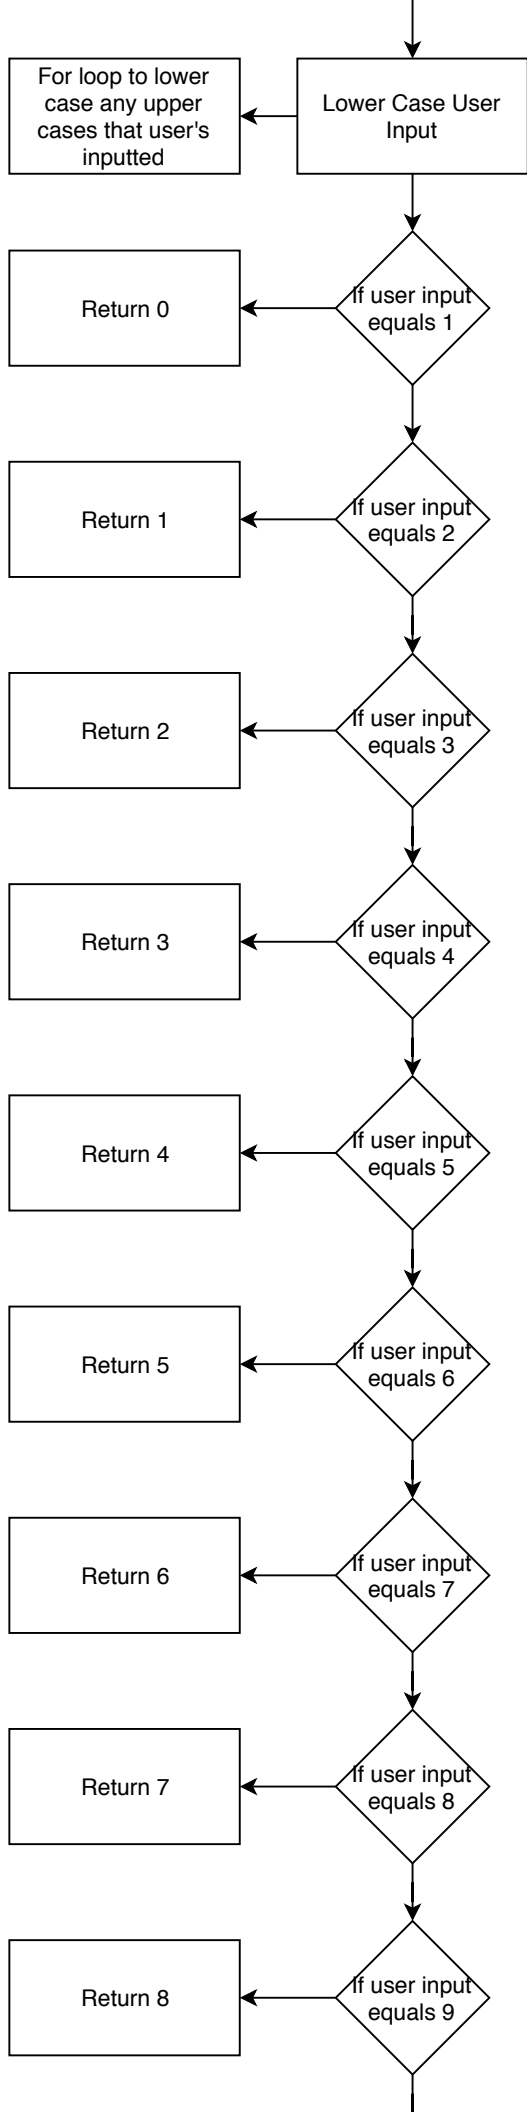 For loop to lower
case any upper
cases that user's
inputted
Lower Case User
Input
Return 0
If user input
equals 1
Return 1
If user input
equals 2
Return 2
If user input
equals 3
Return 3
If user input
equals 4
Return 4
If user input
equals 5
Return 5
If user input
equals 6
Return 6
If user input
equals 7
Return 7
If user input
equals 8
Return 8
If user input
equals 9